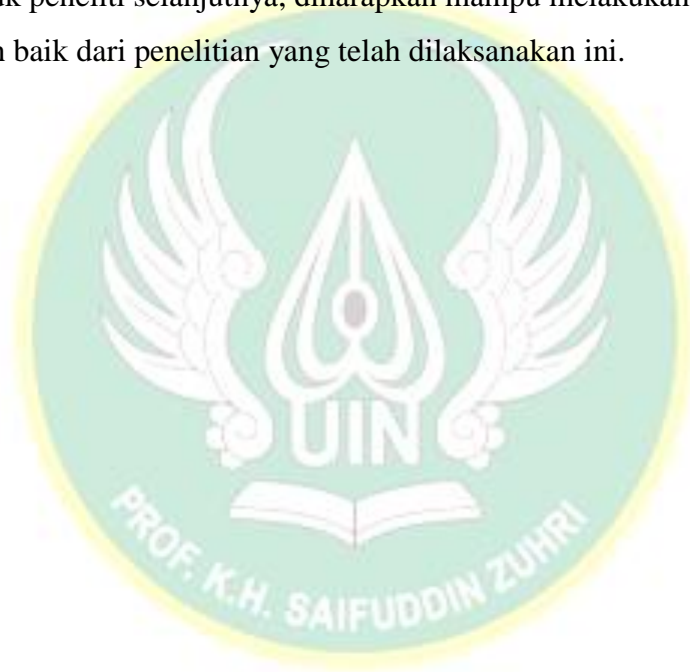 peneliti selanjutnya, diharapkan mampu melakukan
baik dari penelitian yang telah dilaksanakan ini.
UIN
PROF. K.H. SAIFUDDIN ZUHRI